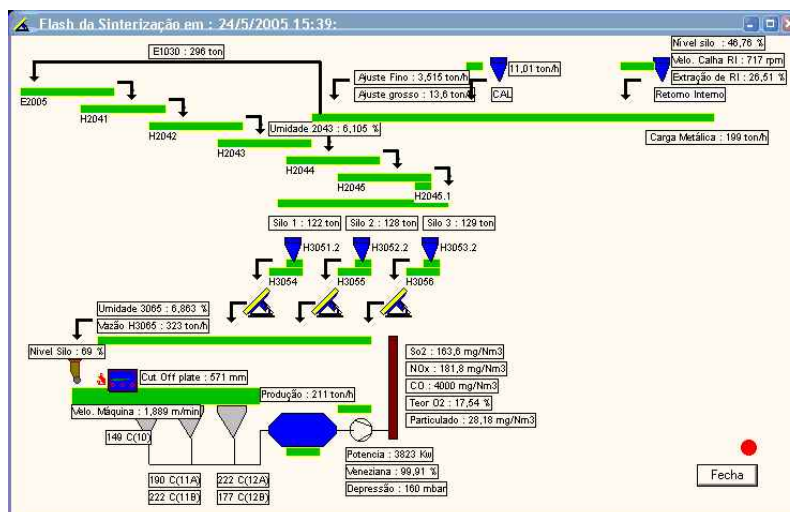 Flash da Sinterização em : 24/5/2005 15:39:
Nivel silo : 46,76 %
E1030 : 296 ton
Velo. Calha RI : 717 rpm
Ajuste Fino : 3,515 ton/h
11,01 ton/h
Extração de RI : 26,51 %
Ajuste grosso : 13,6 ton/h
CAL
Retorno Interno
E2005
H2041
H2042
Umidade 2043 : 6,105 %
Carga Metálica : 199 ton/h
H2043
H2044
H2045
H2045.1
Silo 1 : 122 ton
Silo 2 : 128 ton
Silo 3 : 129 ton
H3051.2
H3052.2
H3053.2
H3054
H3055
H3056
Umidade 3065 : 6,863 %
Vazão H3065 : 323 ton/h
Nivel Silo : 69 %
So2 : 163,6 mg/Nm3
NOx : 181,8 mg/Nm3
Cut Off plate : 571 mm
CO : 4000 mg/Nm3
Produção : 211 ton/h
Teor O2 : 17,54 %
Velo. Máquina : 1,889 m/min
Particulado : 28,18 mg/Nm3
149 C(10)
Potencia : 3823 Kw
Veneziana : 99,91 %
Fecha
190 C(11A)
222 C(12A)
Depressão : 160 mbar
222 C(11B)
177 C(12B)